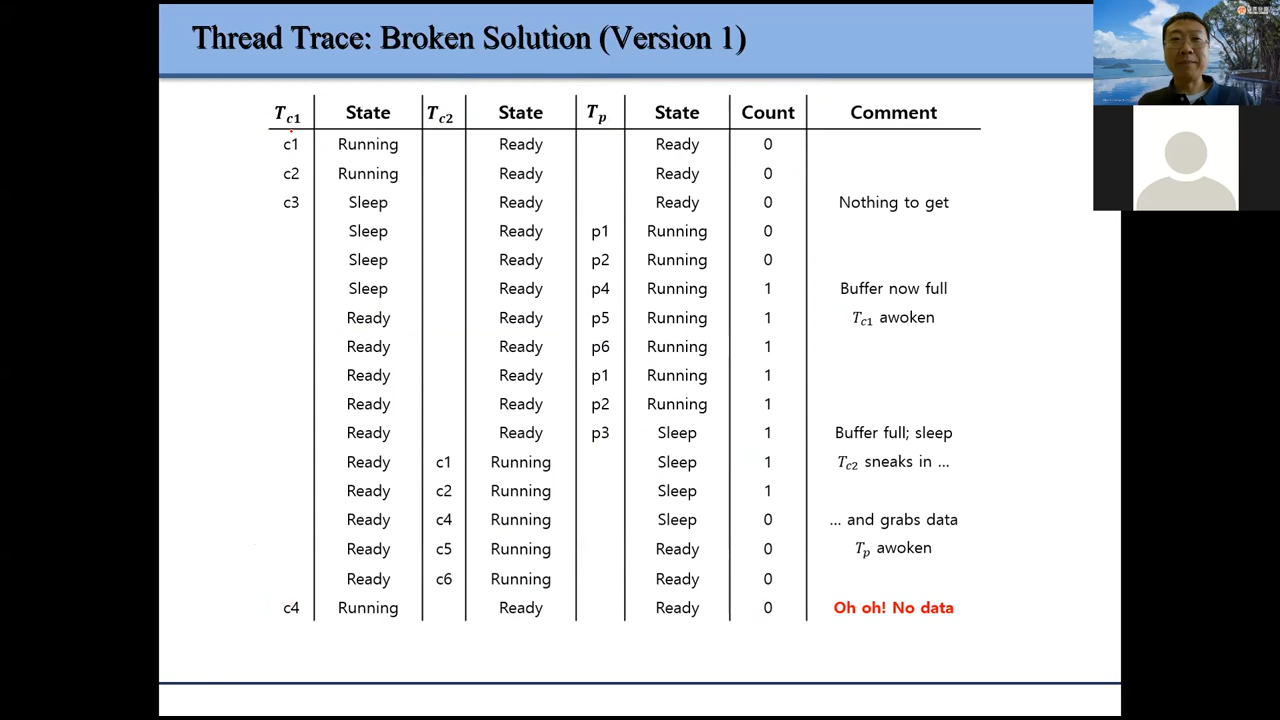 Thread Trace: Broken Solution (Version 1)
T_c1 State T_c2 State T_p State Count Comment
c1 Running Ready Ready 0
c2 Running Ready Ready 0
c3 Sleep Ready Ready 0 Nothing to get
Sleep Ready p1 Running 0
Sleep Ready p2 Running 0
Sleep Ready p4 Running 1 Buffer now full
Ready Ready p5 Running 1 T_c1 awoken
Ready Ready p6 Running 1
Ready Ready p1 Running 1
Ready Ready p2 Running 1
Ready Ready p3 Sleep 1 Buffer full; sleep
Ready c1 Running Sleep 1 T_c2 sneaks in ...
Ready c2 Running Sleep 1
Ready c4 Running Sleep 0 ... and grabs data
Ready c5 Running Ready 0 T_p awoken
Ready c6 Running Ready 0
c4 Running Ready Ready 0 Oh oh! No data